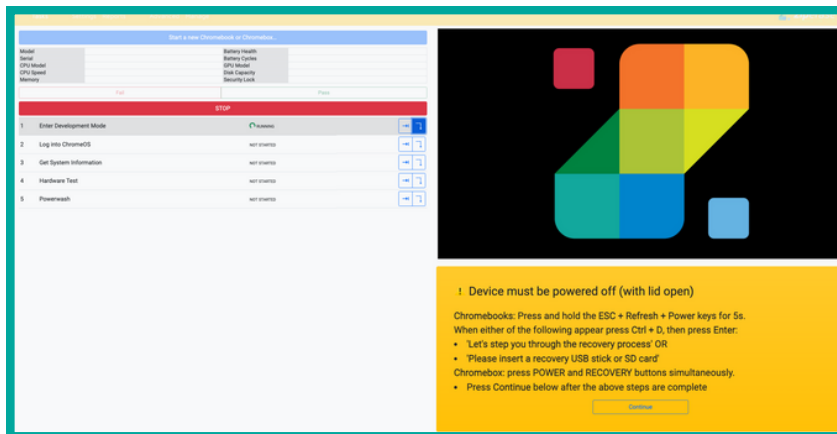 Start a new Chromebook or Chromebox...
Model
Battery Health
Serial
Battery Cycles
CPU Model
GPU Model
CPU Speed
Disk Capacity
Memory
Security Lock
Fail
Pass
STOP
1 Enter Development Mode RUNNING
2 Log into ChromeOS NOT STARTED
3 Get System Information NOT STARTED
4 Hardware Test NOT STARTED
5 Powerwash NOT STARTED
! Device must be powered off (with lid open)
Chromebooks: Press and hold the ESC + Refresh + Power keys for 5s.
When either of the following appear press Ctrl + D, then press Enter:
• 'Let's step you through the recovery process' OR
• 'Please insert a recovery USB stick or SD card'
Chromebox: press POWER and RECOVERY buttons simultaneously.
• Press Continue below after the above steps are complete
Continue